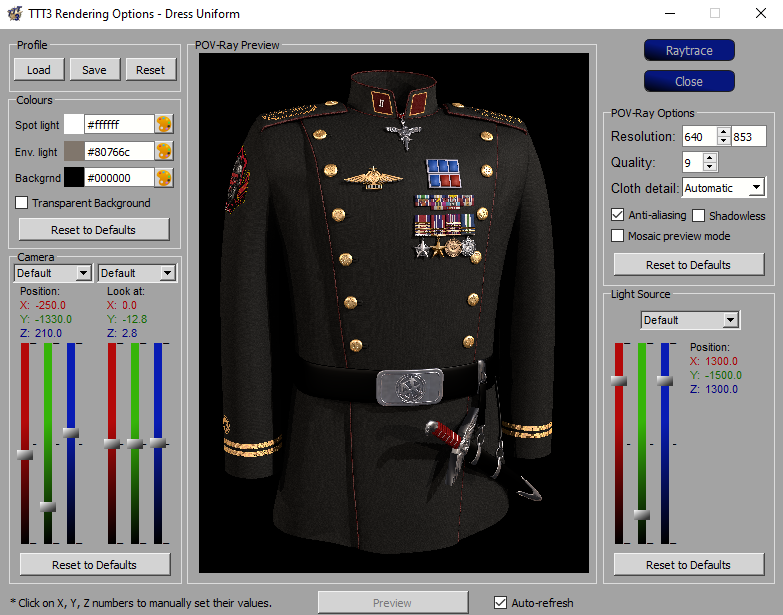 TTT3 Rendering Options - Dress Uniform
Profile
Load Save Reset
Colours
Spot light #ffffff
Env. light #80766c
Backgrnd #000000
Transparent Background
Reset to Defaults
Camera
Default Default
Position: Look at:
X: -250.0 X: 0.0
Y: -1330.0 Y: -12.8
Z: 210.0 Z: 2.8
Reset to Defaults
POV-Ray Preview
II
Raytrace
Close
POV-Ray Options
Resolution: 640 853
Quality: 9
Cloth detail: Automatic
Anti-aliasing Shadowless
Mosaic preview mode
Reset to Defaults
Light Source
Default
Position:
X: 1300.0
Y: -1500.0
Z: 1300.0
Reset to Defaults
* Click on X, Y, Z numbers to manually set their values.
Preview
Auto-refresh